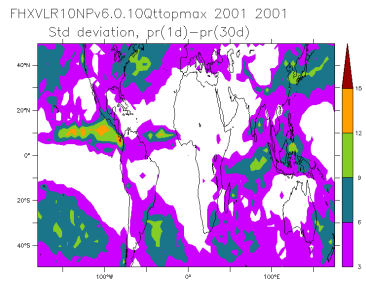 FHXVLR10NPv6.0.10Qttopmax 2001 2001
Std deviation, pr(1d)-pr(30d)
40°N
20°N
0°
20°S
40°S
100°W
0°
100°E
15
12
9
6
3